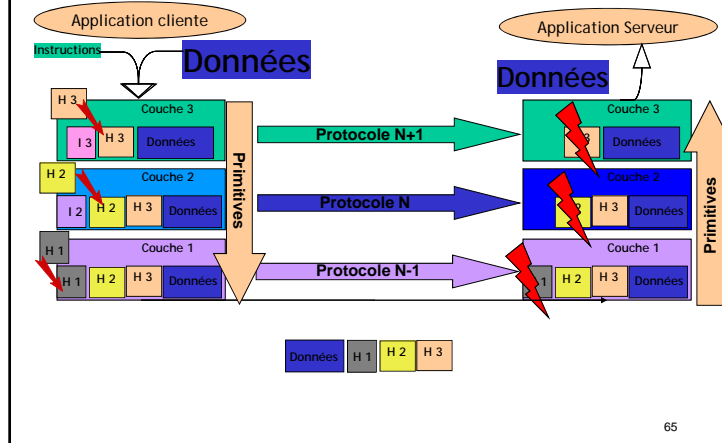 Application cliente
Application Serveur
Instructions
Données
Données
H 3
Couche 3
Couche 3
I 3
H 3
Données
Protocole N+1
Données
H 2
Couche 2
Couche 2
I 2
H 2
H 3
Données
Protocole N
H 3
Données
Primitives
Primitives
H 1
Couche 1
Couche 1
H 1
H 2
H 3
Données
Protocole N-1
H 2
H 3
Données
Données
H 1
H 2
H 3
65